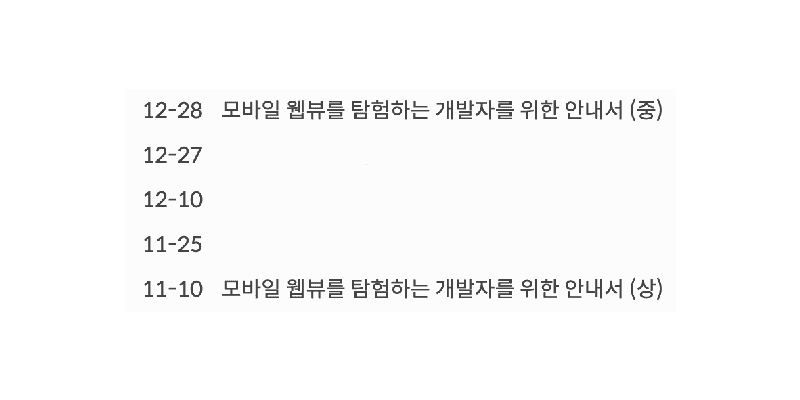 12-28 모바일 웹뷰를 탐험하는 개발자를 위한 안내서 (중)
12-27
12-10
11-25
11-10 모바일 웹뷰를 탐험하는 개발자를 위한 안내서 (상)